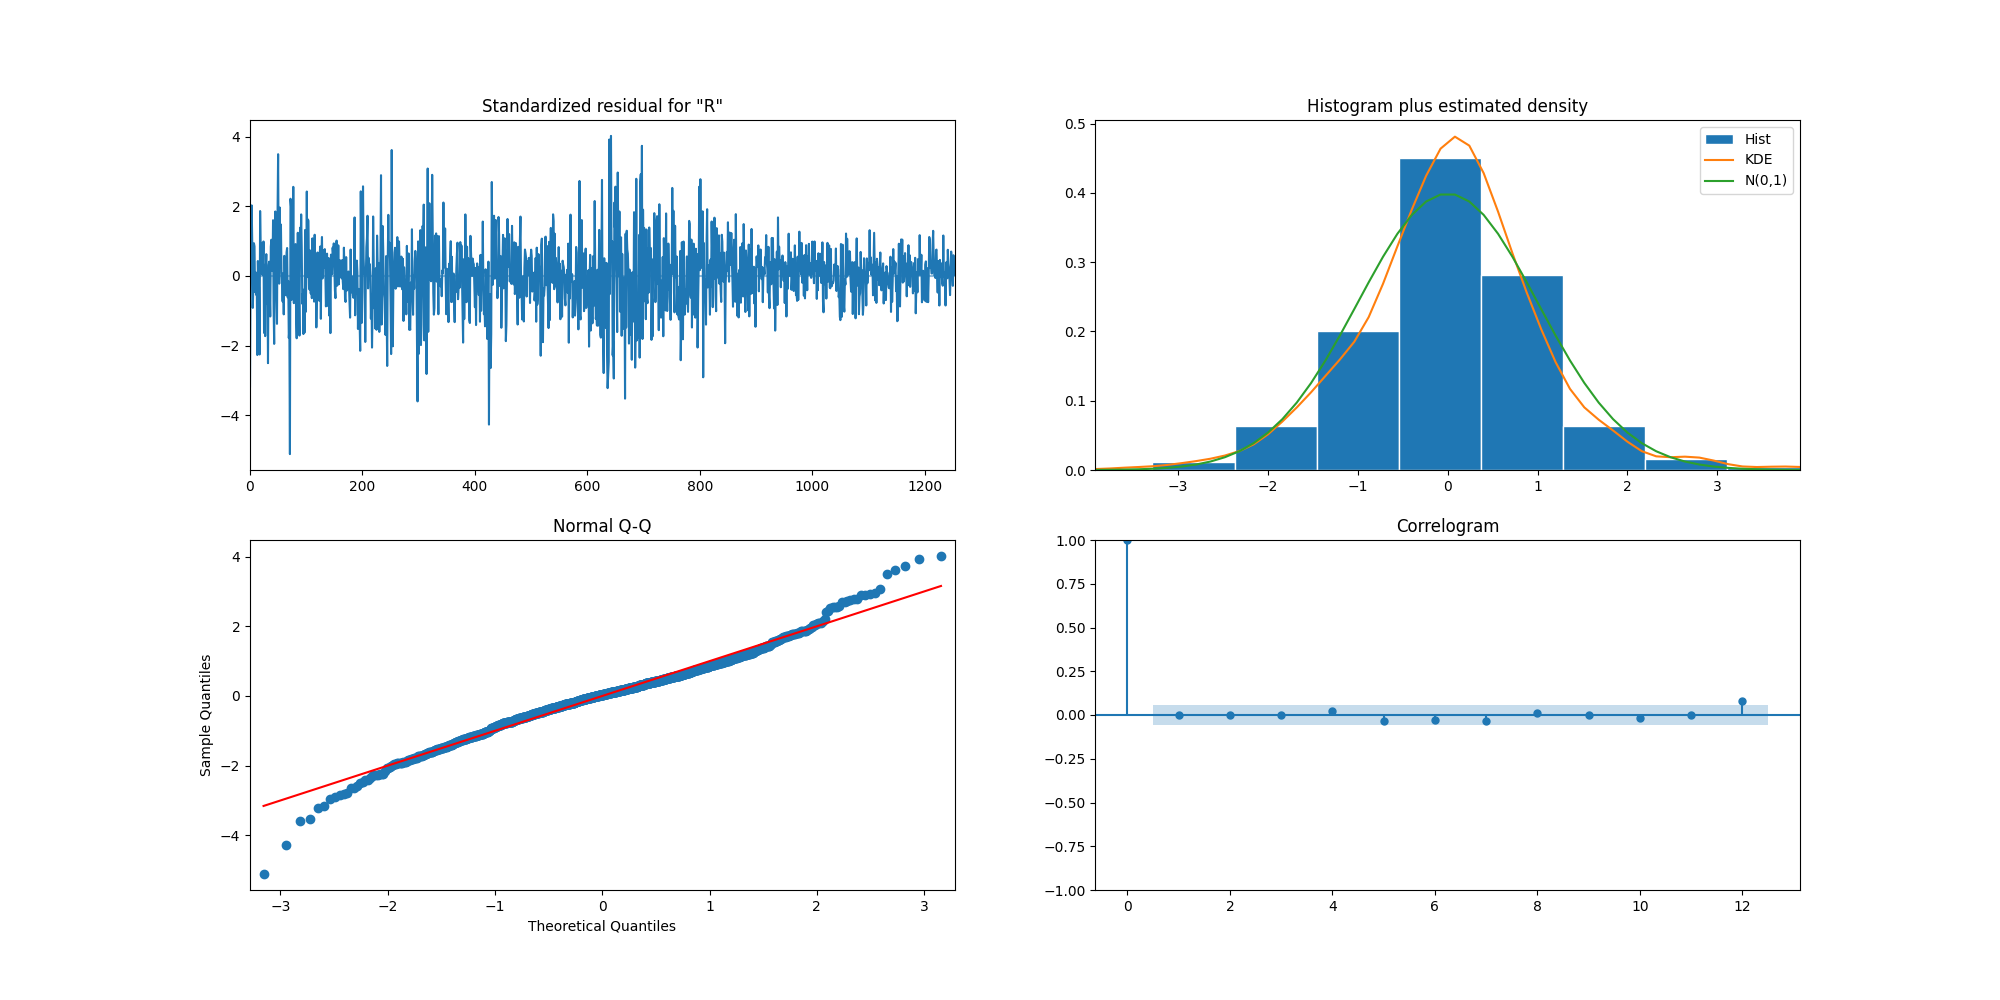 Standardized residual for "R"
4
2
0
−2
−4
0 200 400 600 800 1000 1200
Histogram plus estimated density
0.5
0.4
0.3
0.2
0.1
0.0
Hist
KDE
N(0,1)
−3 −2 −1 0 1 2 3
Normal Q-Q
Sample Quantiles
4
2
0
−2
−4
−3 −2 −1 0 1 2 3
Theoretical Quantiles
Correlogram
1.00
0.75
0.50
0.25
0.00
−0.25
−0.50
−0.75
−1.00
0 2 4 6 8 10 12